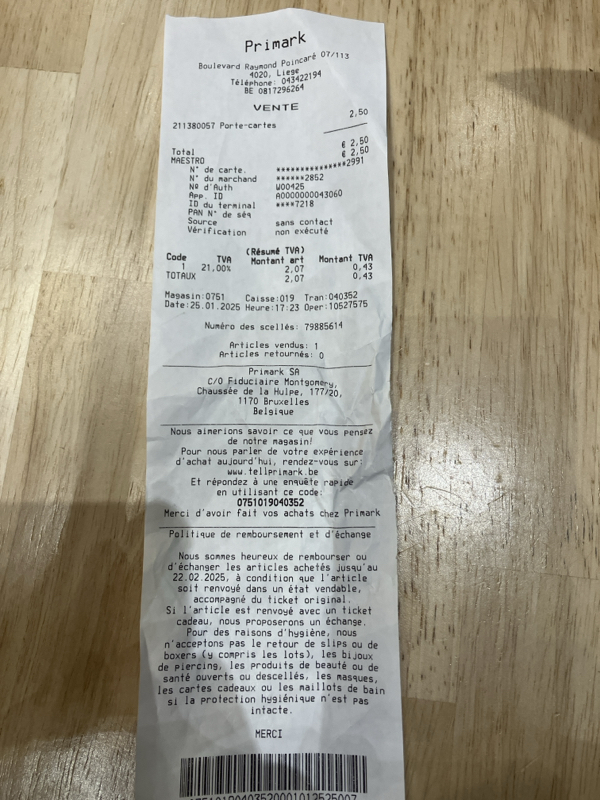 Primark
Boulevard Raymond Poincaré 07/113
4020, Liege
Téléphone: 043422194
BE 0817296264
VENTE
2,50
211380057 Porte-cartes
Total € 2,50
MAESTRO € 2,50
N° de carte. ***************2991
N° du marchand ******2852
Nº d'Auth W00425
App. ID A0000000043060
ID du terminal ****7218
PAN N° de séq
Source sans contact
Vérification non exécuté
(Résumé TVA)
Code TVA Montant art Montant TVA
1 21,00% 2,07 0,43
TOTAUX 2,07 0,43
Magasin:0751 Caisse:019 Tran:040352
Date:25.01.2025 Heure:17:23 Oper:10527575
Numéro des scellés: 79885614
Articles vendus: 1
Articles retournés: 0
Primark SA
C/O Fiduciaire Montgomery,
Chaussée de la Hulpe, 177/20,
1170 Bruxelles
Belgique
Nous aimerions savoir ce que vous pensez
de notre magasin!
Pour nous parler de votre expérience
d'achat aujourd'hui, rendez-vous sur:
www.tellprimark.be
Et répondez à une enquête rapide
en utilisant ce code:
0751019040352
Merci d'avoir fait vos achats chez Primark
Politique de remboursement et d'échange
Nous sommes heureux de rembourser ou
d'échanger les articles achetés jusqu'au
22.02.2025, à condition que l'article
soit renvoyé dans un état vendable,
accompagné du ticket original.
Si l'article est renvoyé avec un ticket
cadeau, nous proposerons un échange.
Pour des raisons d'hygiène, nous
n'acceptons pas le retour de slips ou de
boxers (y compris les lots), les bijoux
de piercing, les produits de beauté ou de
santé ouverts ou descellés, les masques,
les cartes cadeaux ou les maillots de bain
si la protection hygiénique n'est pas
intacte.
MERCI